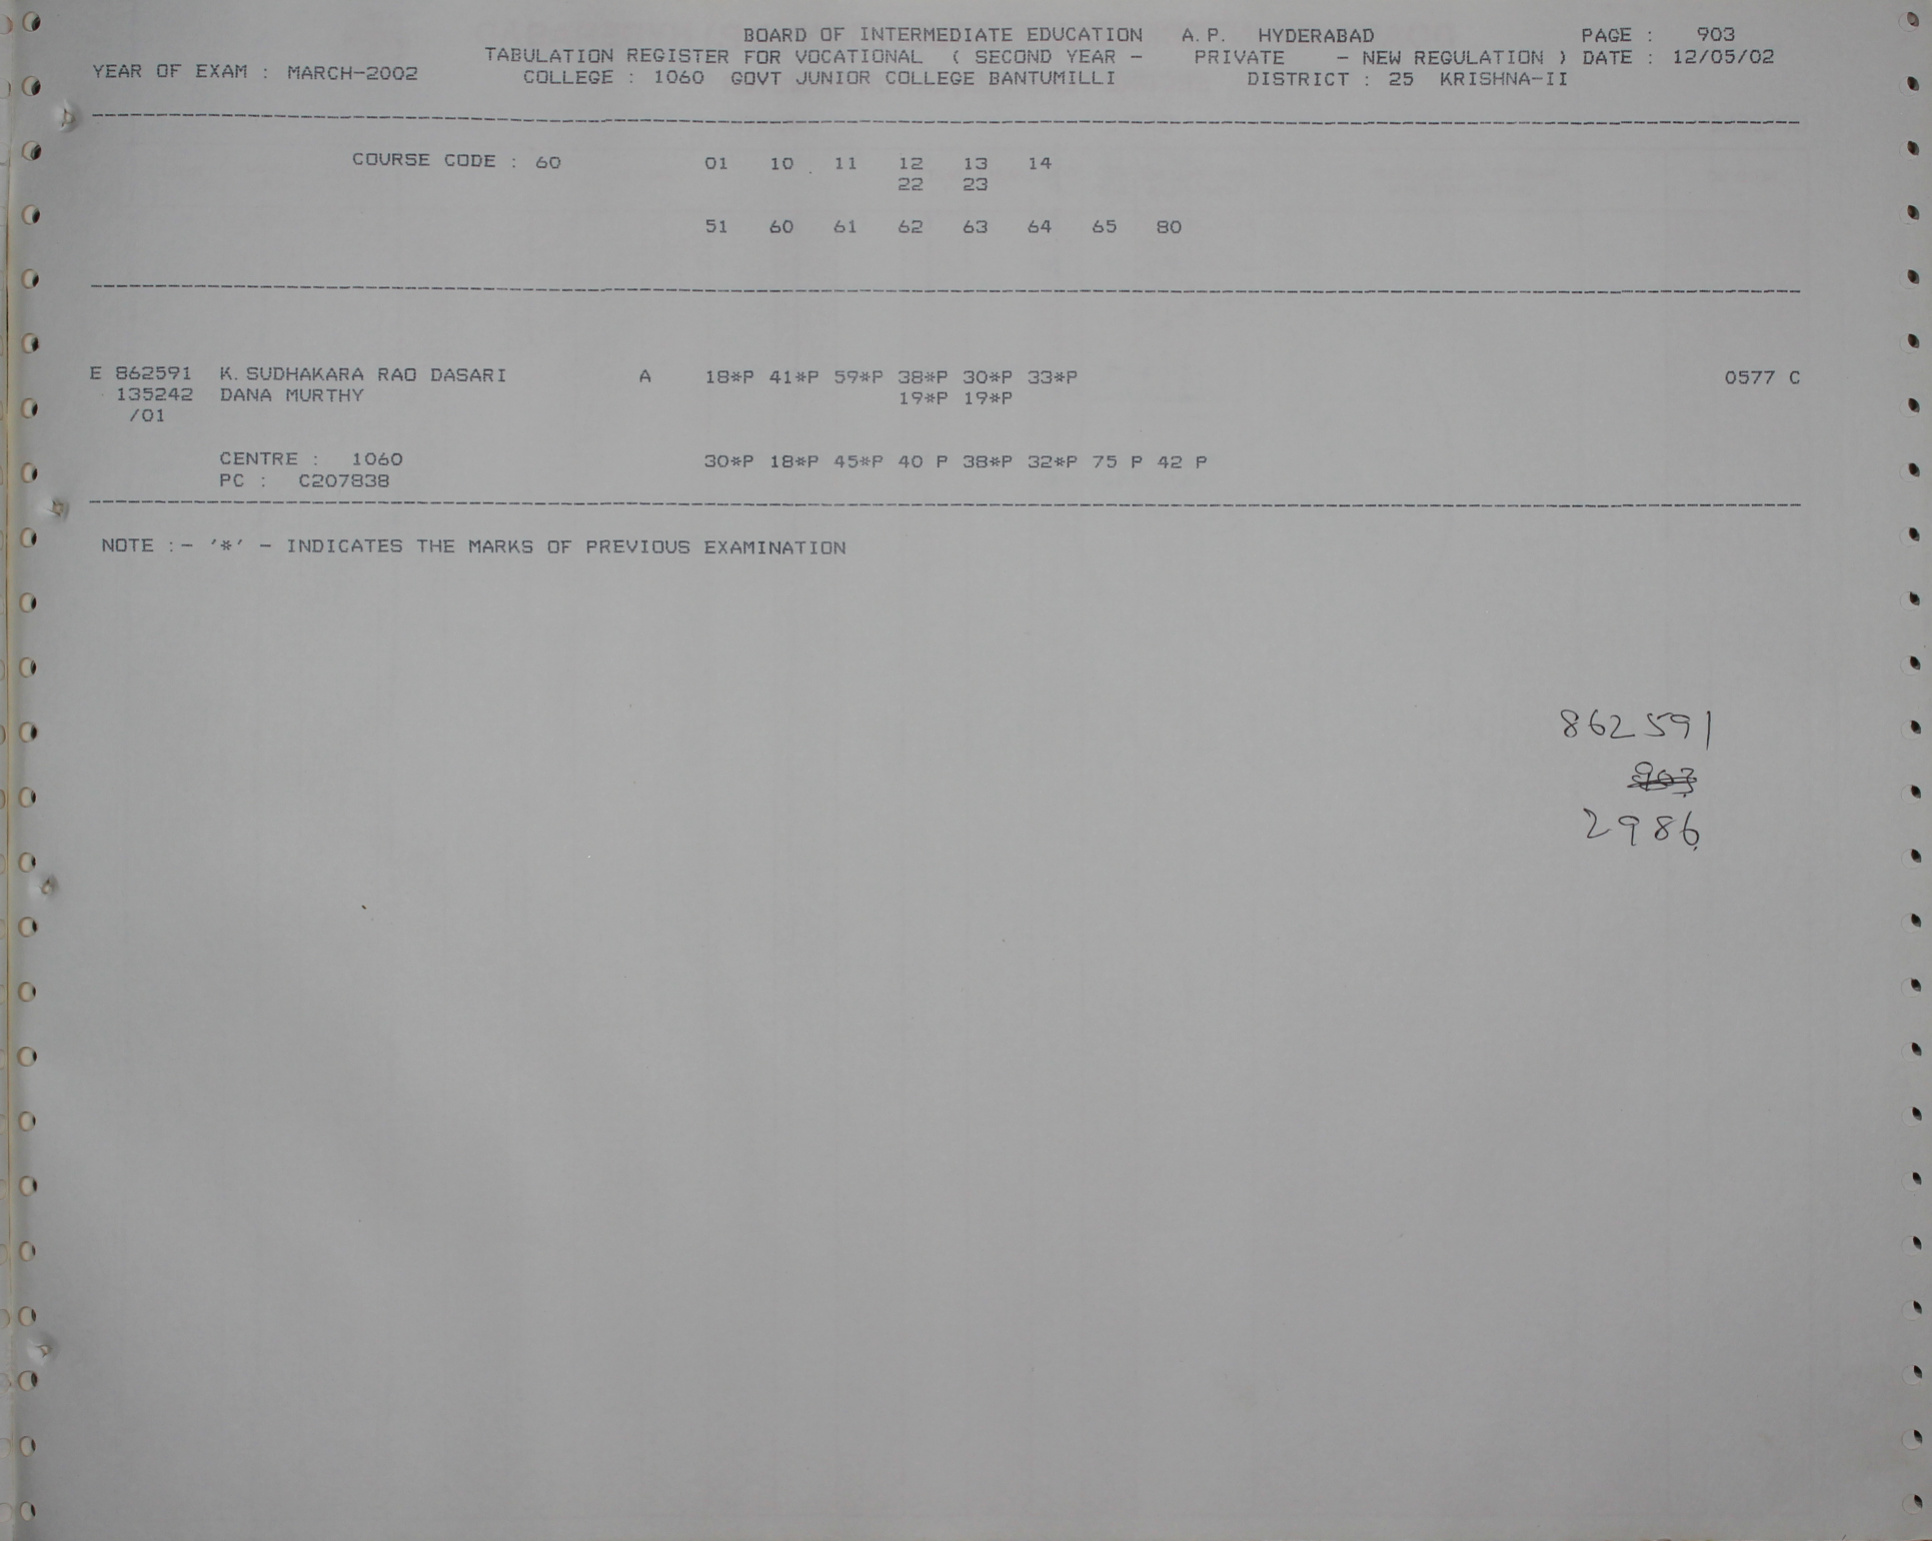 BOARD OF INTERMEDIATE EDUCATION A.P. HYDERABAD PAGE : 903
TABULATION REGISTER FOR VOCATIONAL ( SECOND YEAR - PRIVATE - NEW REGULATION ) DATE : 12/05/02
YEAR OF EXAM : MARCH-2002 COLLEGE : 1060 GOVT JUNIOR COLLEGE BANTUMILLI DISTRICT : 25 KRISHNA-II
COURSE CODE : 60 01 10 11 12 13 14
22 23
51 60 61 62 63 64 65 80
E 862591 K.SUDHAKARA RAO DASARI A 18*P 41*P 59*P 38*P 30*P 33*P 0577 C
135242 DANA MURTHY 19*P 19*P
/01
CENTRE : 1060 30*P 18*P 45*P 40 P 38*P 32*P 75 P 42 P
PC : C207838
NOTE :- '*' - INDICATES THE MARKS OF PREVIOUS EXAMINATION
862591
903
2986